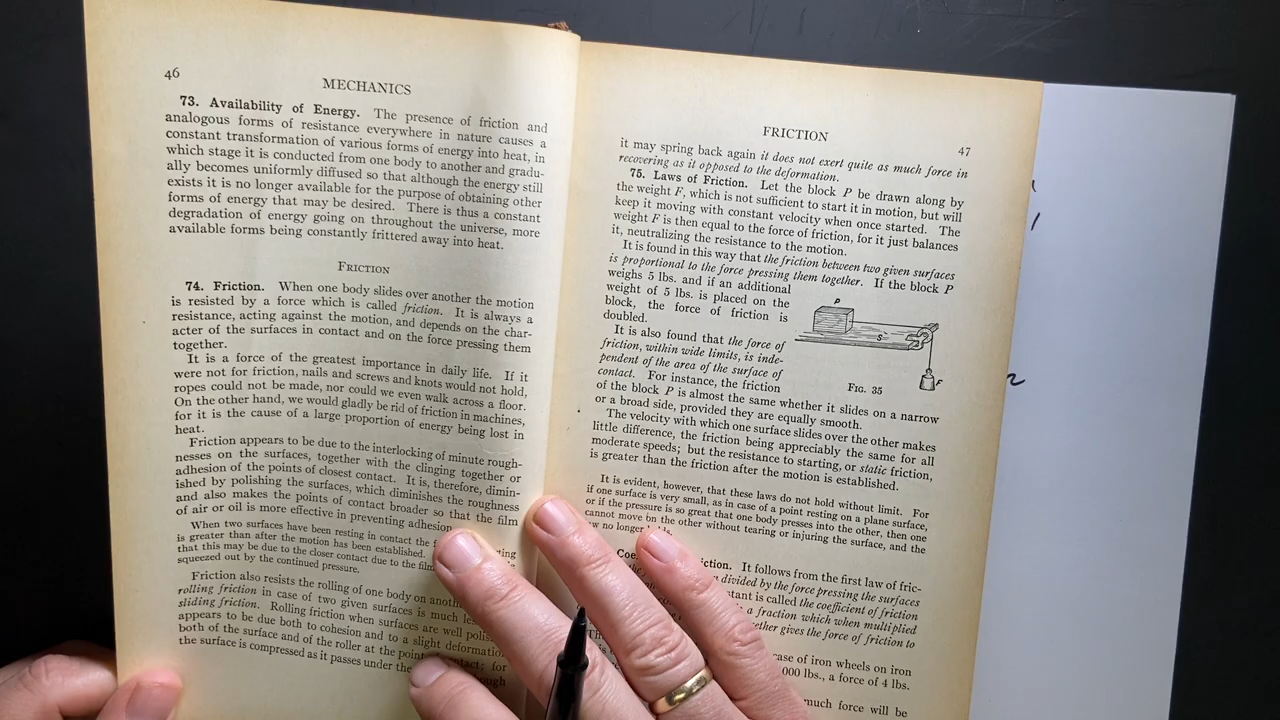 46
MECHANICS
73. Availability of Energy. The presence of friction and
analogous forms of resistance everywhere in nature causes a
constant transformation of various forms of energy into heat, in
which stage it is conducted from one body to another and gradu-
ally becomes uniformly diffused so that although the energy still
exists it is no longer available for the purpose of obtaining other
forms of energy that may be desired. There is thus a constant
degradation of energy going on throughout the universe, more
available forms being constantly frittered away into heat.
FRICTION
74. Friction. When one body slides over another the motion
is resisted by a force which is called friction. It is always a
resistance, acting against the motion, and depends on the char-
acter of the surfaces in contact and on the force pressing them
together.
It is a force of the greatest importance in daily life. If it
were not for friction, nails and screws and knots would not hold,
ropes could not be made, nor could we even walk across a floor.
On the other hand, we would gladly be rid of friction in machines,
for it is the cause of a large proportion of energy being lost in
heat.
Friction appears to be due to the interlocking of minute rough-
nesses on the surfaces, together with the clinging together or
adhesion of the points of closest contact. It is, therefore, dimin-
ished by polishing the surfaces, which diminishes the roughness
and also makes the points of contact broader so that the film
of air or oil is more effective in preventing adhesion
When two surfaces have been resting in contact the
is greater than after the motion has been established.
that this may be due to the closer contact due to the film
squeezed out by the continued pressure.
Friction also resists the rolling of one body on
rolling friction in case of two given surfaces is much
sliding friction. Rolling friction when surfaces are well
appears to be due both to cohesion and to a slight
both of the surface and of the roller at the point for
the surface is compressed as it passes under the
FRICTION
47
it may spring back again it does not exert quite as much force in
recovering as it opposed to the deformation.
75. Laws of Friction. Let the block P be drawn along by
the weight F, which is not sufficient to start it in motion, but will
keep it moving with constant velocity when once started. The
weight F is then equal to the force of friction, for it just balances
it, neutralizing the resistance to the motion.
It is found in this way that the friction between two given surfaces
is proportional to the force pressing them together. If the block P
weighs 5 lbs. and if an additional
weight of 5 lbs. is placed on the
block, the force of friction is
doubled.
It is also found that the force of
friction, within wide limits, is inde-
pendent of the area of the surface of
contact. For instance, the friction
P
S
F
FIG. 35
of the block P is almost the same whether it slides on a narrow
or a broad side, provided they are equally smooth.
The velocity with which one surface slides over the other makes
little difference, the friction being appreciably the same for all
moderate speeds; but the resistance to starting, or static friction,
is greater than the friction after the motion is established.
It is evident, however, that these laws do not hold without limit. For
if one surface is very small, as in case of a point resting on a plane surface,
or if the pressure is so great that one body presses into the other, then one
cannot move on the other without tearing or injuring the surface, and the
no longer
It follows from the first law of fric-
divided by the force pressing the surfaces
is called the coefficient of friction
a fraction which when multiplied
gives the force of friction to
case of iron wheels on iron
000 lbs., a force of 4 lbs.
much force will be